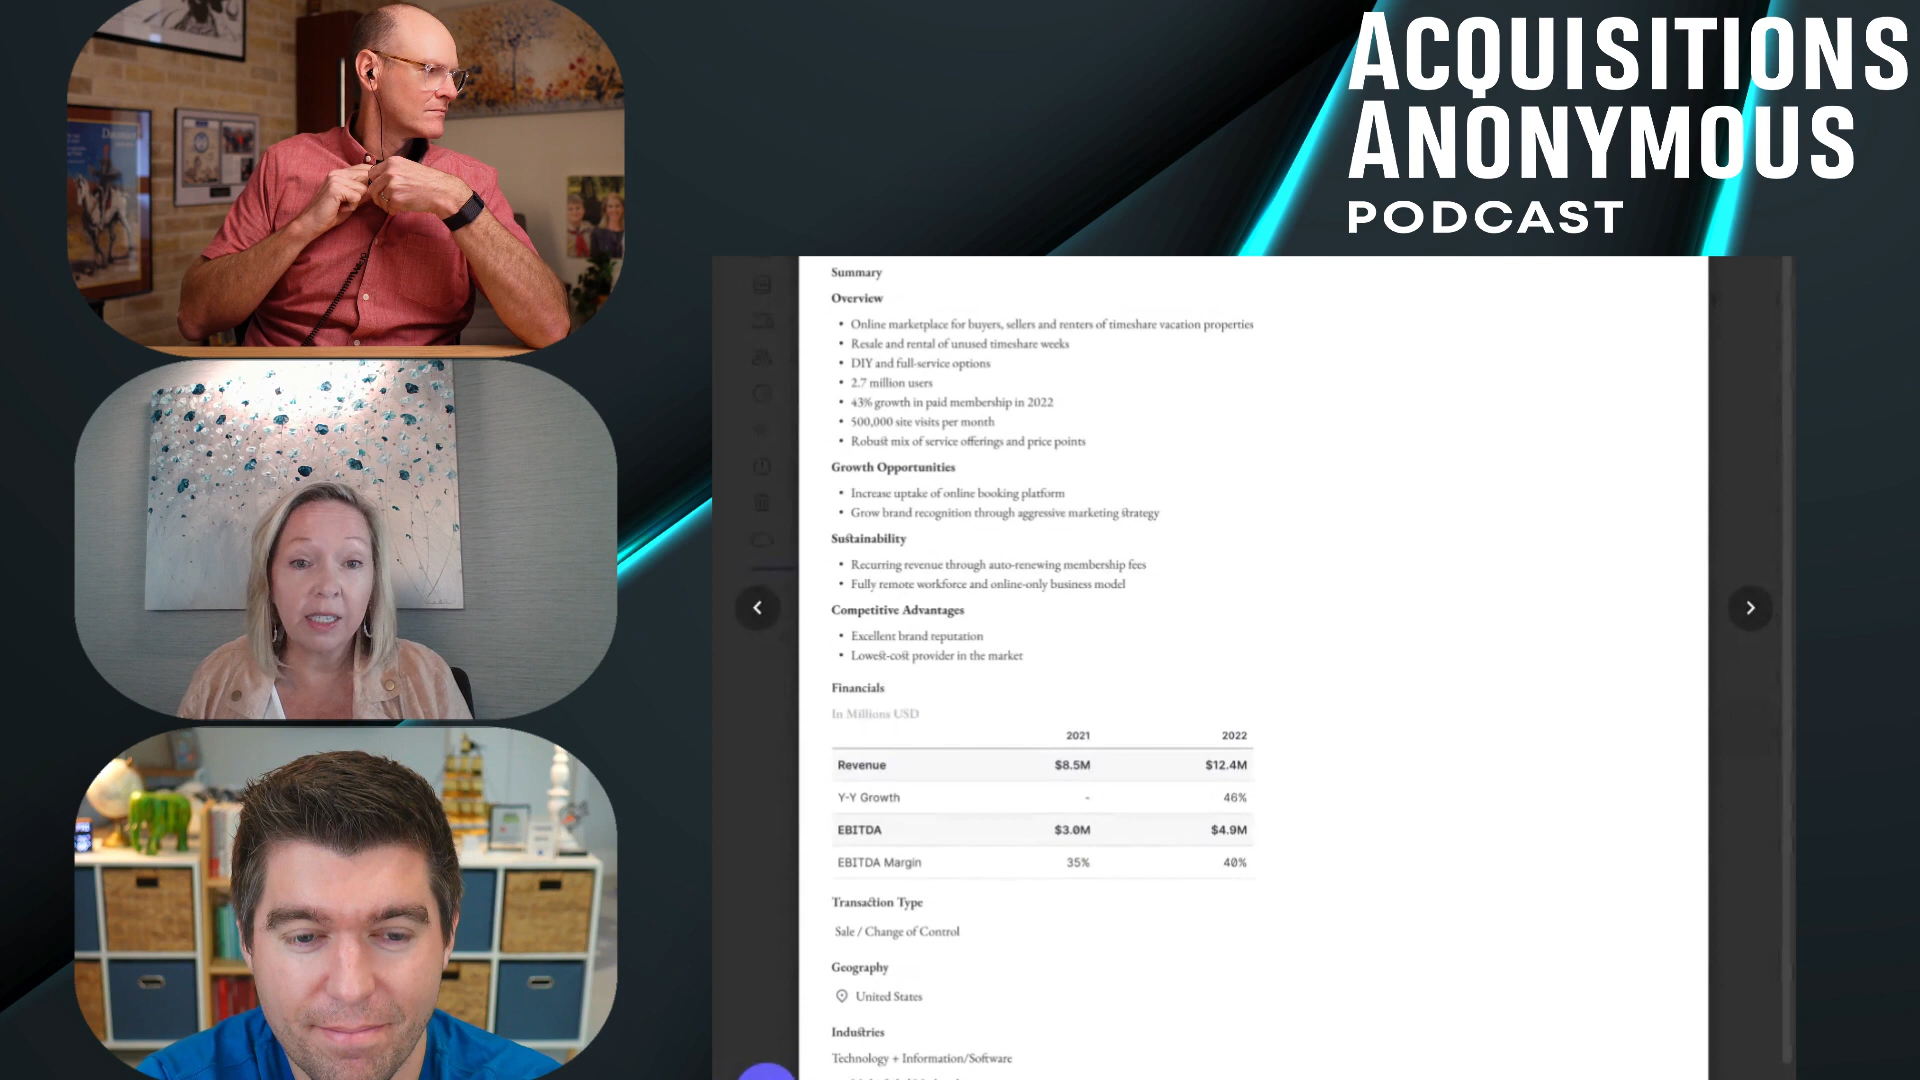 ACQUISITIONS
ANONYMOUS
PODCAST
Summary
Overview
• Online marketplace for buyers, sellers and renters of timeshare vacation properties
• Resale and rental of unused timeshare weeks
• DIY and full-service options
• 2.7 million users
• 43% growth in paid membership in 2022
• 500,000 site visits per month
• Robust mix of service offerings and price points
Growth Opportunities
• Increase uptake of online booking platform
• Grow brand recognition through aggressive marketing strategy
Sustainability
• Recurring revenue through auto-renewing membership fees
• Fully remote workforce and online-only business model
Competitive Advantages
• Excellent brand reputation
• Lowest-cost provider in the market
Financials
In Millions USD
2021 2022
Revenue $8.5M $12.4M
Y-Y Growth - 46%
EBITDA $3.0M $4.9M
EBITDA Margin 35% 40%
Transaction Type
Sale / Change of Control
Geography
United States
Industries
Technology + Information/Software